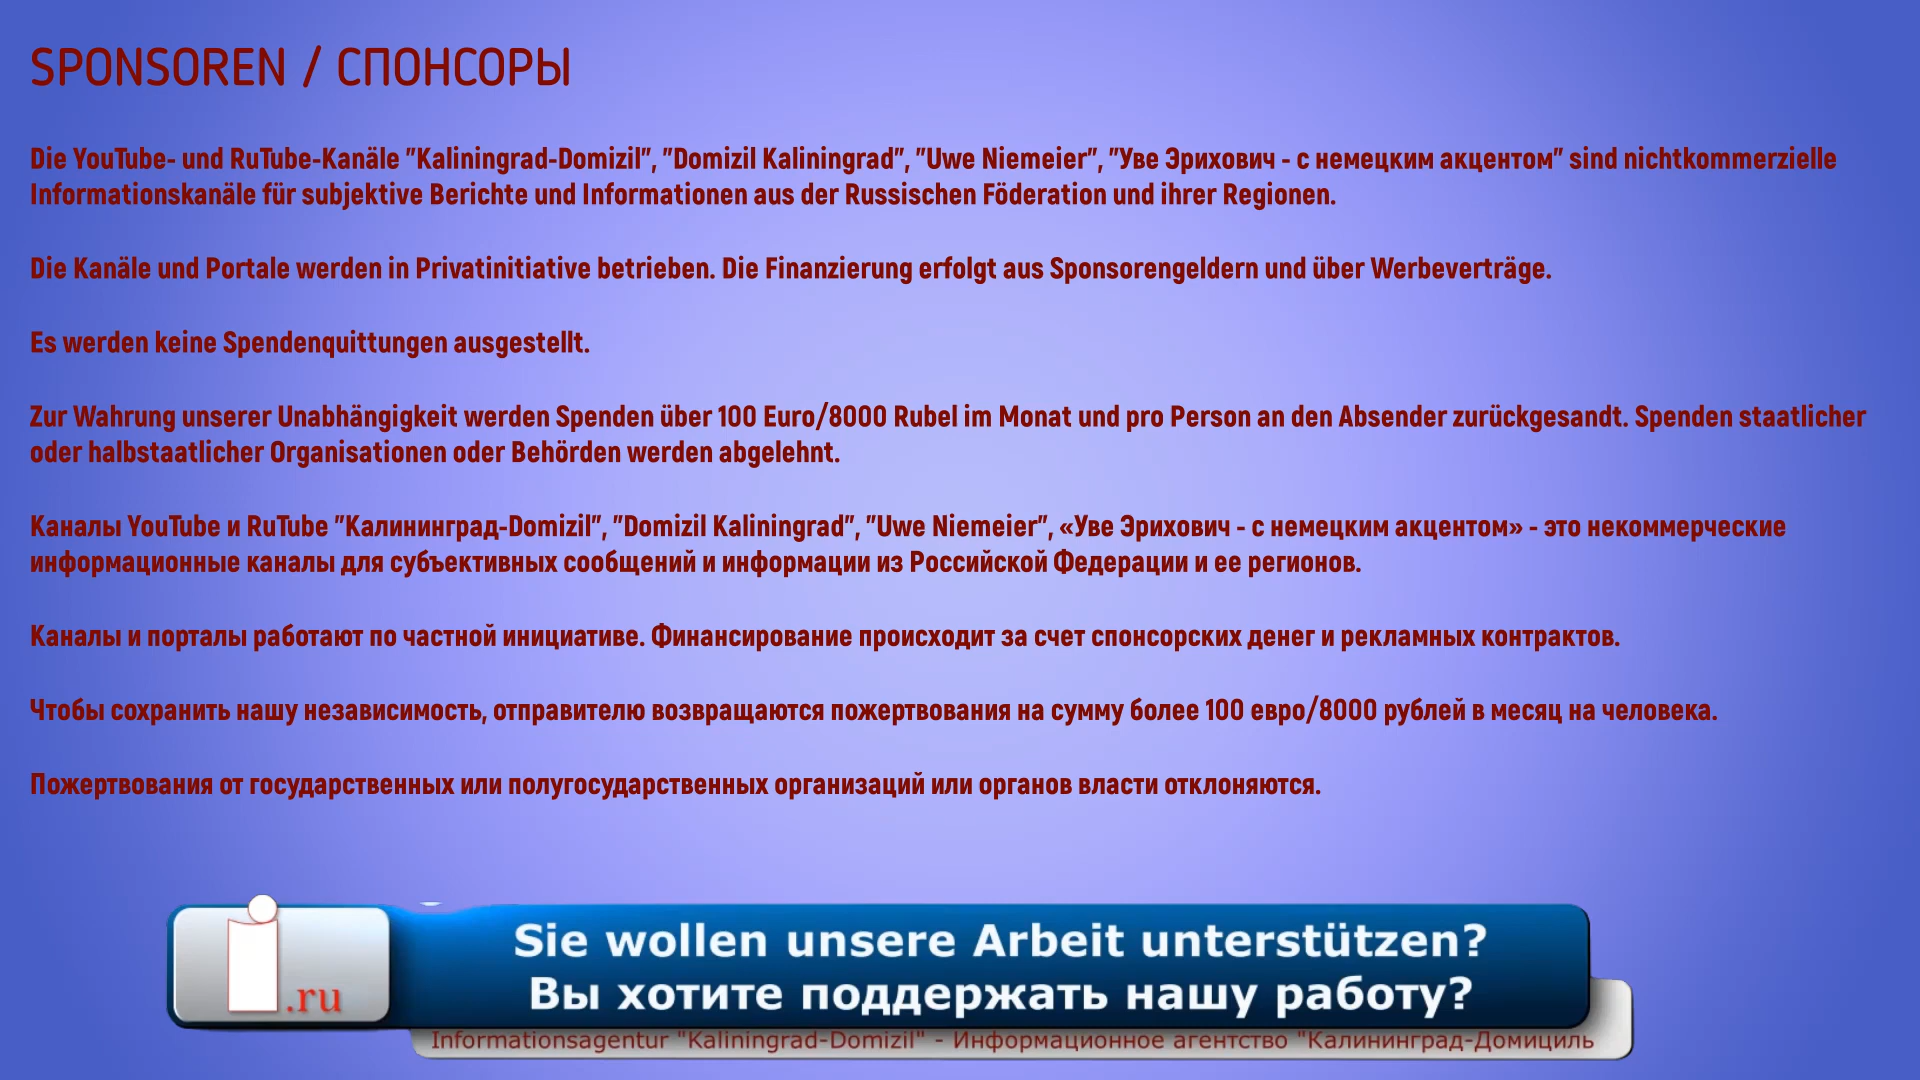 SPONSOREN / СПОНСОРЫ
Die YouTube- und RuTube-Kanäle "Kaliningrad-Domizil", "Domizil Kaliningrad", "Uwe Niemeier", "Уве Эрихович - с немецким акцентом" sind nichtkommerzielle
Informationskanäle für subjektive Berichte und Informationen aus der Russischen Föderation und ihrer Regionen.
Die Kanäle und Portale werden in Privatinitiative betrieben. Die Finanzierung erfolgt aus Sponsorengeldern und über Werbeverträge.
Es werden keine Spendenquittungen ausgestellt.
Zur Wahrung unserer Unabhängigkeit werden Spenden über 100 Euro/8000 Rubel im Monat und pro Person an den Absender zurückgesandt. Spenden staatlicher
oder halbstaatlicher Organisationen oder Behörden werden abgelehnt.
Каналы YouTube и RuTube "Калининград-Domizil", "Domizil Kaliningrad", "Uwe Niemeier", «Уве Эрихович - с немецким акцентом» - это некоммерческие
информационные каналы для субъективных сообщений и информации из Российской Федерации и ее регионов.
Каналы и порталы работают по частной инициативе. Финансирование происходит за счет спонсорских денег и рекламных контрактов.
Чтобы сохранить нашу независимость, отправителю возвращаются пожертвования на сумму более 100 евро/8000 рублей в месяц на человека.
Пожертвования от государственных или полугосударственных организаций или органов власти отклоняются.
Sie wollen unsere Arbeit unterstützen?
Вы хотите поддержать нашу работу?
i.ru
Informationsagentur "Kaliningrad-Domizil" - Информационное агентство "Калининград-Домициль